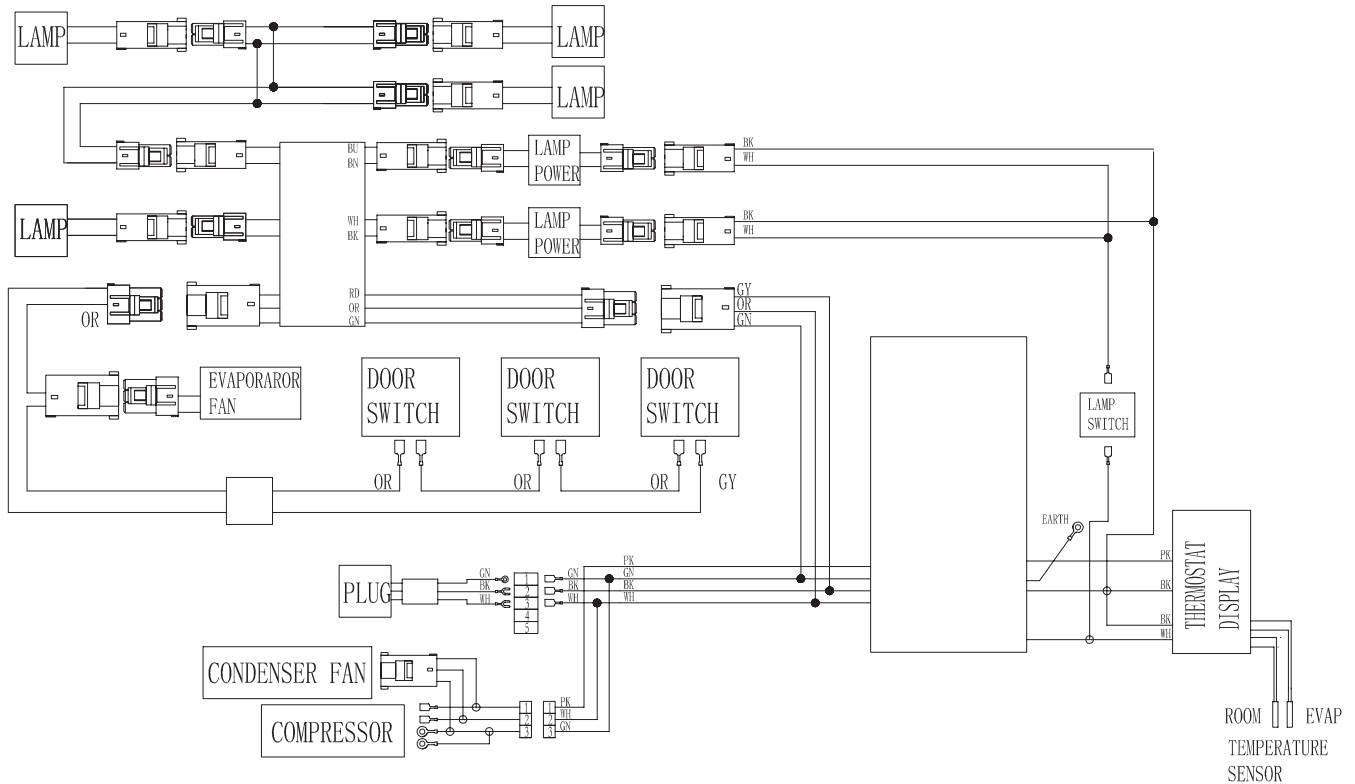 LAMP
LAMP
LAMP
BU
BN
LAMP
POWER
BK
WH
LAMP
WH
BK
LAMP
POWER
BK
WH
OR
RD
OR
GN
GY
OR
GN
EVAPORAROR
FAN
DOOR
SWITCH
DOOR
SWITCH
DOOR
SWITCH
LAMP
SWITCH
OR
OR
OR
GY
EARTH
PLUG
GN
BK
WH
1
2
3
4
5
GN
BK
WH
PK
GN
BK
WH
PK
BK
BK
WH
THERMOSTAT
DISPLAY
CONDENSER FAN
COMPRESSOR
1
2
3
1
2
3
PK
WH
GN
ROOM
EVAP
TEMPERATURE
SENSOR